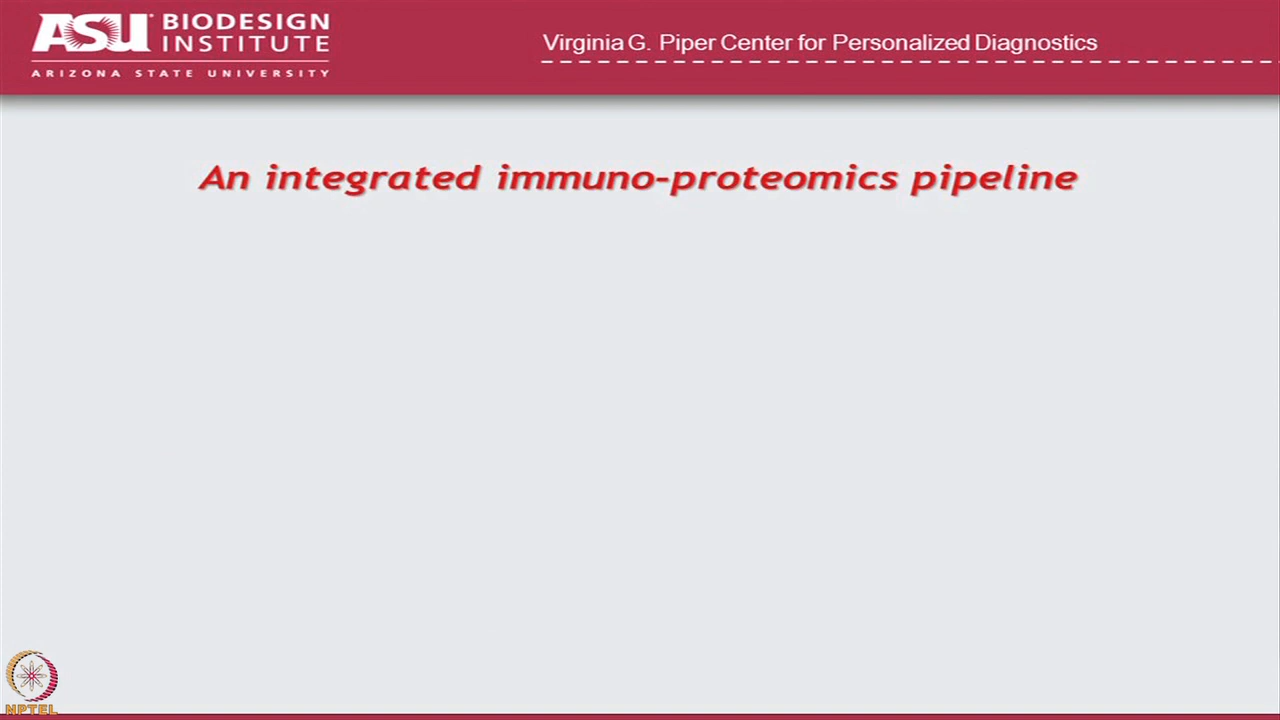 ASU BIODESIGN
INSTITUTE
ARIZONA STATE UNIVERSITY
Virginia G. Piper Center for Personalized Diagnostics
An integrated immuno-proteomics pipeline
NPTEL